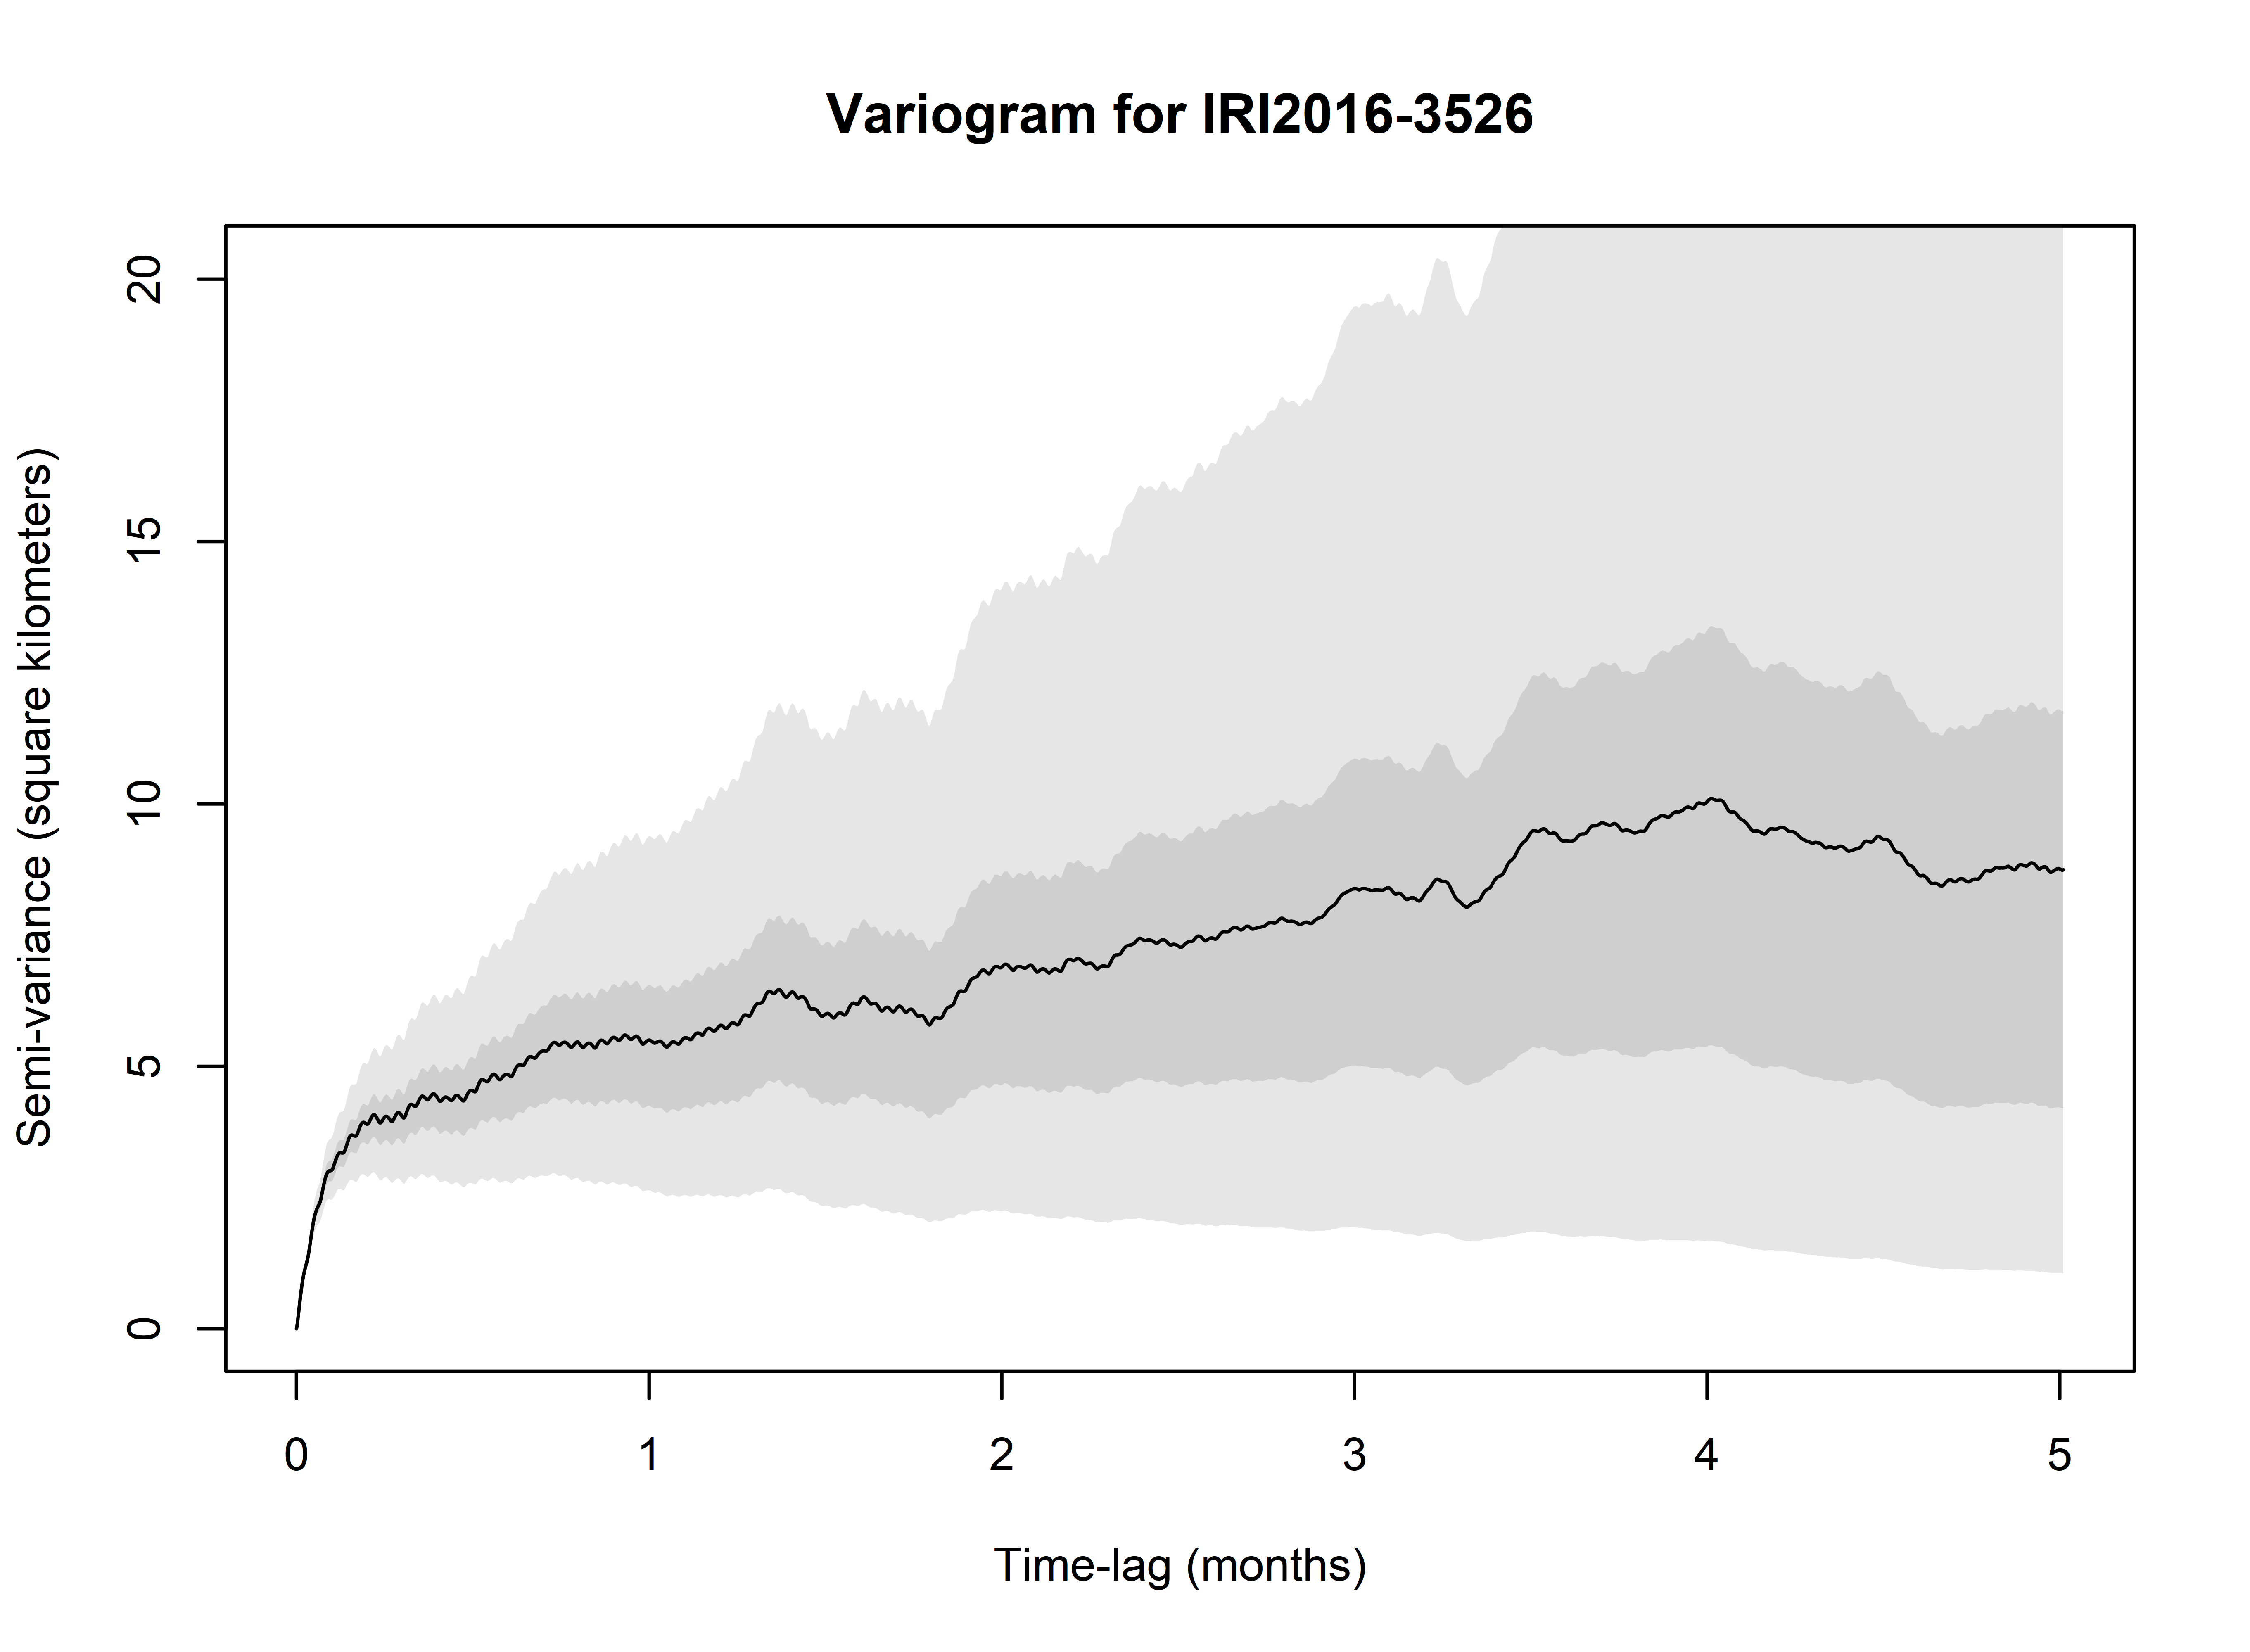 Variogram for IRI2016-3526
Semi-variance (square kilometers)
20
15
10
5
0
0 1 2 3 4 5
Time-lag (months)